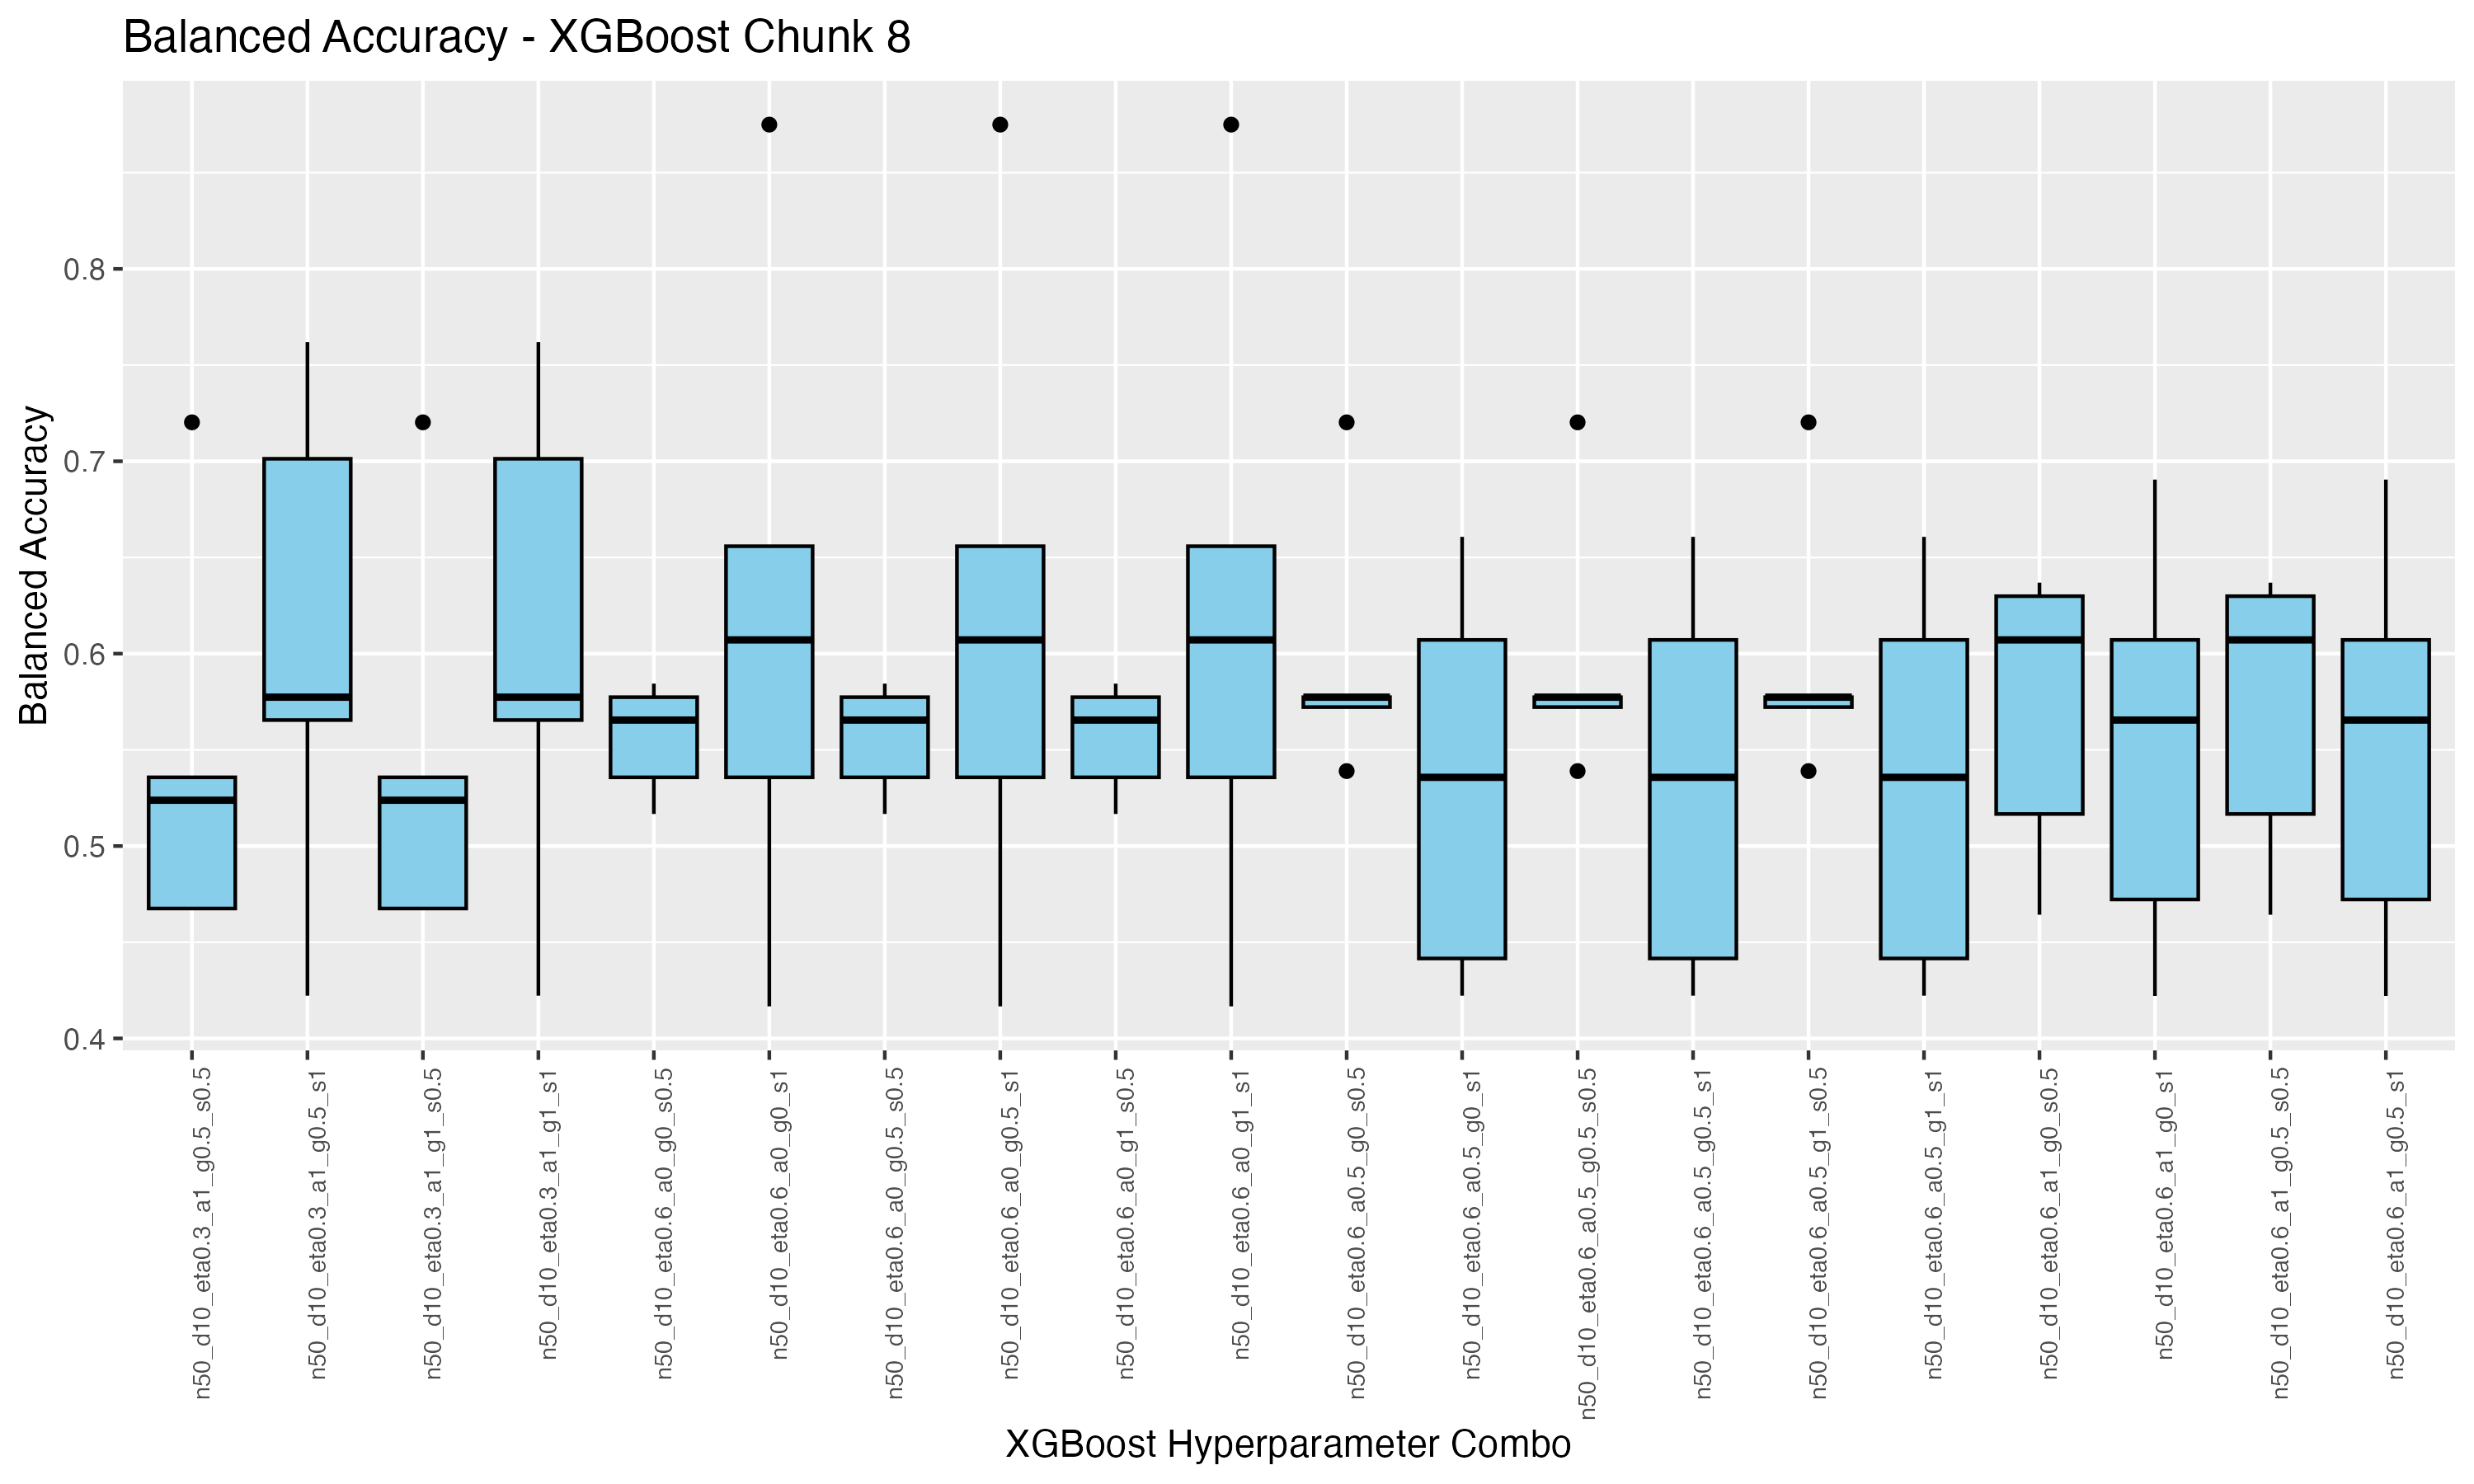 Balanced Accuracy - XGBoost Chunk 8
Balanced Accuracy
0.8
0.7
0.6
0.5
0.4
n50_d10_eta0.3_a1_g0.5_s0.5
n50_d10_eta0.3_a1_g0.5_s1
n50_d10_eta0.3_a1_g1_s0.5
n50_d10_eta0.3_a1_g1_s1
n50_d10_eta0.6_a0_g0_s0.5
n50_d10_eta0.6_a0_g0_s1
n50_d10_eta0.6_a0_g0.5_s0.5
n50_d10_eta0.6_a0_g0.5_s1
n50_d10_eta0.6_a0_g1_s0.5
n50_d10_eta0.6_a0_g1_s1
n50_d10_eta0.6_a0.5_g0_s0.5
n50_d10_eta0.6_a0.5_g0_s1
n50_d10_eta0.6_a0.5_g0.5_s0.5
n50_d10_eta0.6_a0.5_g0.5_s1
n50_d10_eta0.6_a0.5_g1_s0.5
n50_d10_eta0.6_a0.5_g1_s1
n50_d10_eta0.6_a1_g0_s0.5
n50_d10_eta0.6_a1_g0_s1
n50_d10_eta0.6_a1_g0.5_s0.5
n50_d10_eta0.6_a1_g0.5_s1
XGBoost Hyperparameter Combo